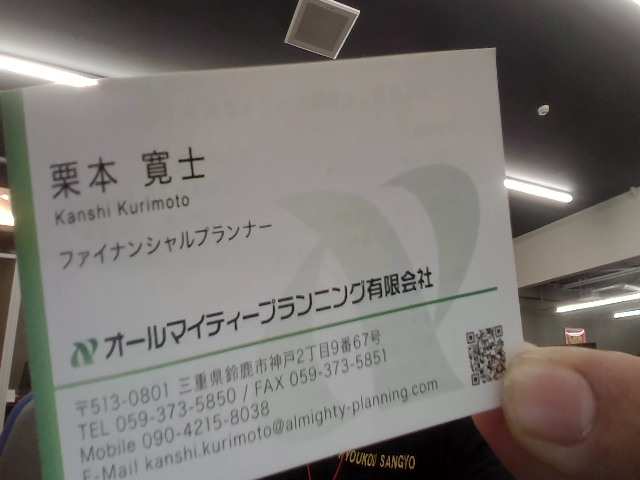 栗本 寛士
Kanshi Kurimoto
ファイナンシャルプランナー
オールマイティープランニング有限会社
〒513-0801 三重県鈴鹿市神戸2丁目9番67号
TEL 059-373-5850 / FAX 059-373-5851
Mobile 090-4215-8038
E-Mail kanshi.kurimoto@almighty-planning.com
YOUKOU SANGYO